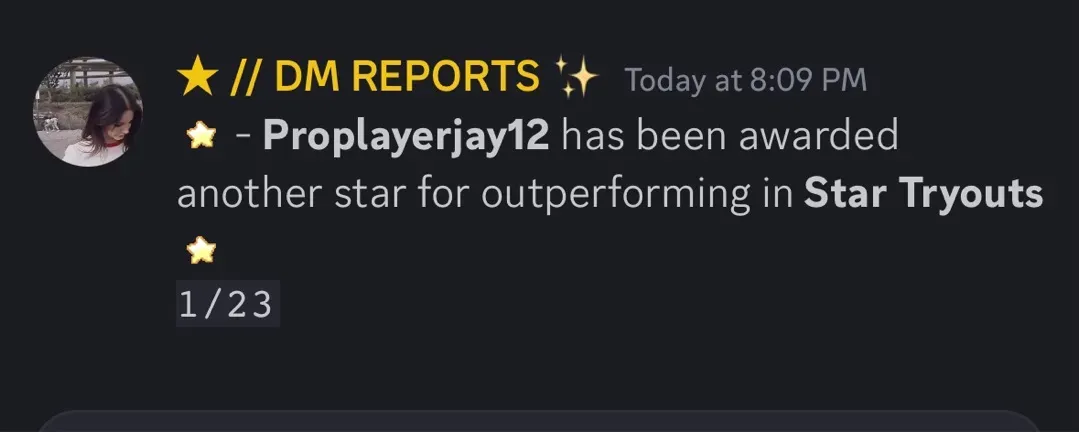 ★ // DM REPORTS ✨ Today at 8:09 PM
⭐ - Proplayerjay12 has been awarded
another star for outperforming in Star Tryouts
⭐
1/23